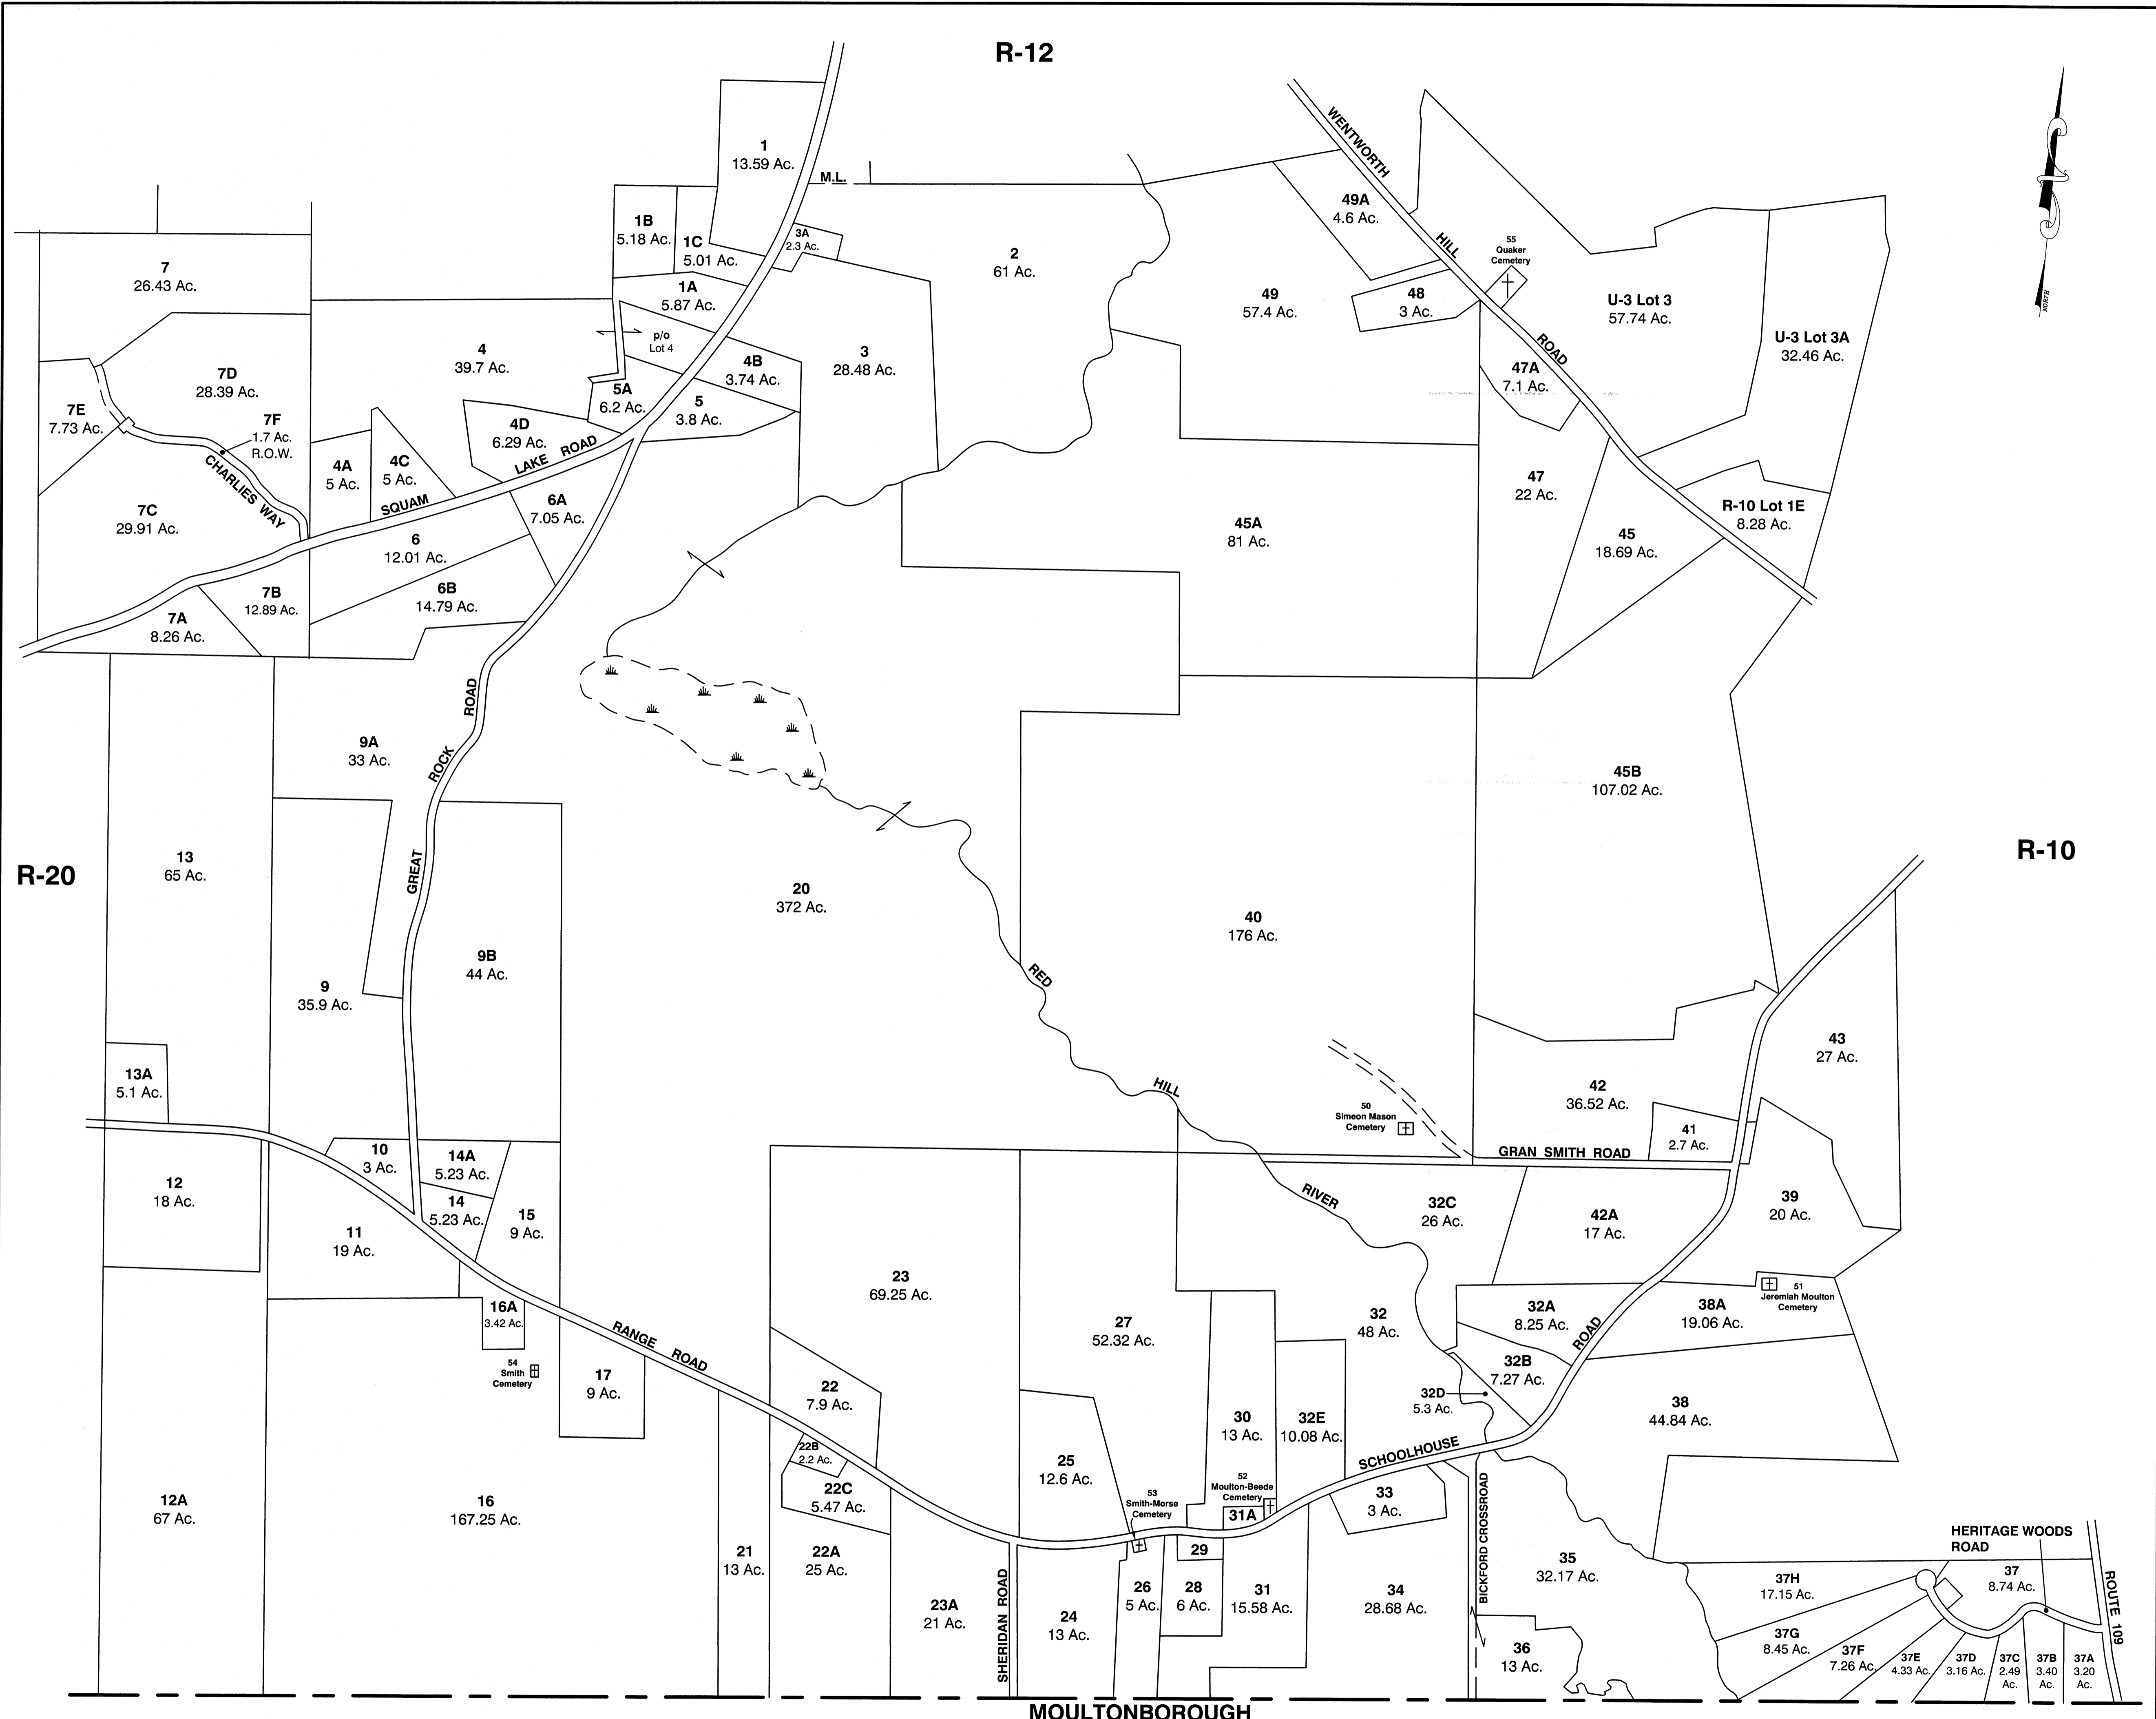 R-12
1
13.59 Ac.
M.L.
WENTWORTH
HILL
ROAD
49A
4.6 Ac.
1B
5.18 Ac.
1C
5.01 Ac.
3A
2.3 Ac.
2
61 Ac.
55
Quaker
Cemetery
NORTH
7
26.43 Ac.
1A
5.87 Ac.
49
57.4 Ac.
48
3 Ac.
U-3 Lot 3
57.74 Ac.
U-3 Lot 3A
32.46 Ac.
p/o
Lot 4
4
39.7 Ac.
4B
3.74 Ac.
3
28.48 Ac.
47A
7.1 Ac.
7D
28.39 Ac.
7E
7.73 Ac.
7F
1.7 Ac.
R.O.W.
5A
6.2 Ac.
5
3.8 Ac.
4D
6.29 Ac.
4A
5 Ac.
4C
5 Ac.
SQUAM
LAKE ROAD
CHARLIES WAY
7C
29.91 Ac.
6A
7.05 Ac.
6
12.01 Ac.
45A
81 Ac.
47
22 Ac.
45
18.69 Ac.
R-10 Lot 1E
8.28 Ac.
7B
12.89 Ac.
6B
14.79 Ac.
7A
8.26 Ac.
GREAT
ROCK
ROAD
9A
33 Ac.
45B
107.02 Ac.
R-20
13
65 Ac.
20
372 Ac.
40
176 Ac.
R-10
9
35.9 Ac.
9B
44 Ac.
RED
HILL
RIVER
13A
5.1 Ac.
43
27 Ac.
42
36.52 Ac.
50
Simeon Mason
Cemetery
41
2.7 Ac.
GRAN SMITH ROAD
10
3 Ac.
14A
5.23 Ac.
12
18 Ac.
14
5.23 Ac.
15
9 Ac.
11
19 Ac.
32C
26 Ac.
42A
17 Ac.
39
20 Ac.
23
69.25 Ac.
51
Jeremiah Moulton
Cemetery
16A
3.42 Ac.
RANGE ROAD
27
52.32 Ac.
32
48 Ac.
32A
8.25 Ac.
38A
19.06 Ac.
54
Smith
Cemetery
17
9 Ac.
22
7.9 Ac.
32B
7.27 Ac.
32D
5.3 Ac.
38
44.84 Ac.
30
13 Ac.
32E
10.08 Ac.
SCHOOLHOUSE
ROAD
22B
2.2 Ac.
22C
5.47 Ac.
25
12.6 Ac.
53
Smith-Morse
Cemetery
52
Moulton-Beede
Cemetery
31A
33
3 Ac.
12A
67 Ac.
16
167.25 Ac.
21
13 Ac.
22A
25 Ac.
23A
21 Ac.
SHERIDAN ROAD
24
13 Ac.
26
5 Ac.
29
28
6 Ac.
31
15.58 Ac.
34
28.68 Ac.
BICKFORD CROSSROAD
35
32.17 Ac.
36
13 Ac.
HERITAGE WOODS
ROAD
37H
17.15 Ac.
37
8.74 Ac.
ROUTE 109
37G
8.45 Ac.
37F
7.26 Ac.
37E
4.33 Ac.
37D
3.16 Ac.
37C
2.49
Ac.
37B
3.40
Ac.
37A
3.20
Ac.
MOULTONBOROUGH